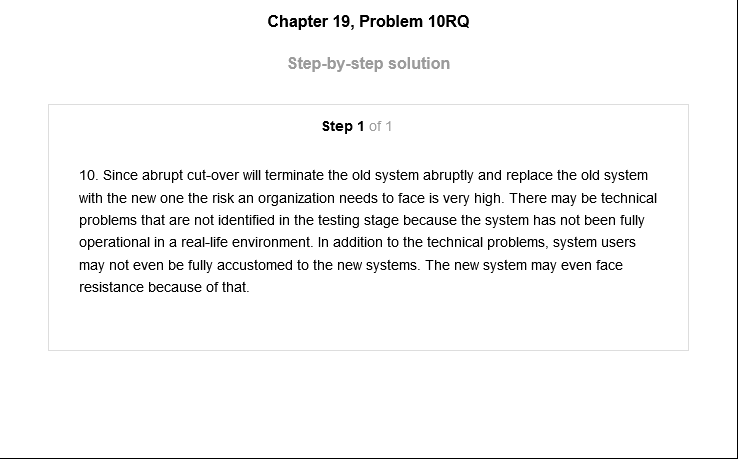 Chapter 19, Problem 10RQ
Step-by-step solution
Step 1 of 1
10. Since abrupt cut-over will terminate the old system abruptly and replace the old system
with the new one the risk an organization needs to face is very high. There may be technical
problems that are not identified in the testing stage because the system has not been fully
operational in a real-life environment. In addition to the technical problems, system users
may not even be fully accustomed to the new systems. The new system may even face
resistance because of that.